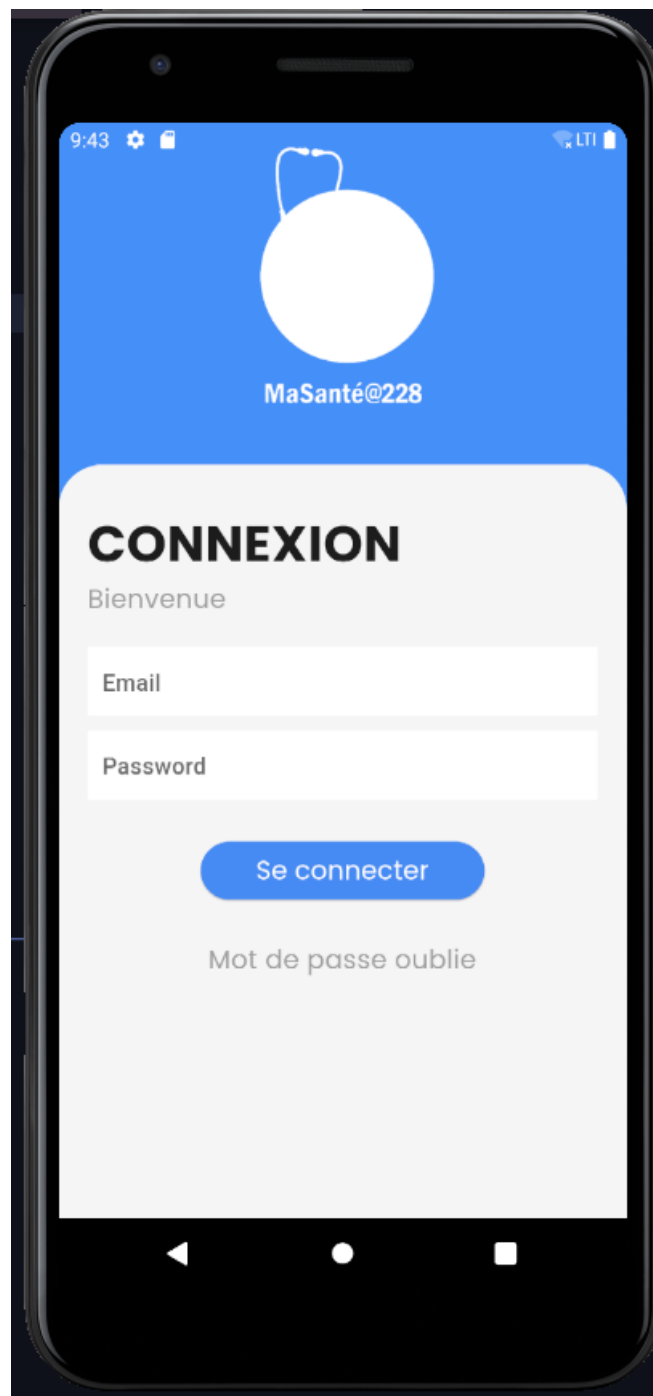 9:43 LTI
MaSanté@228
CONNEXION
Bienvenue
Email
Password
Se connecter
Mot de passe oublie